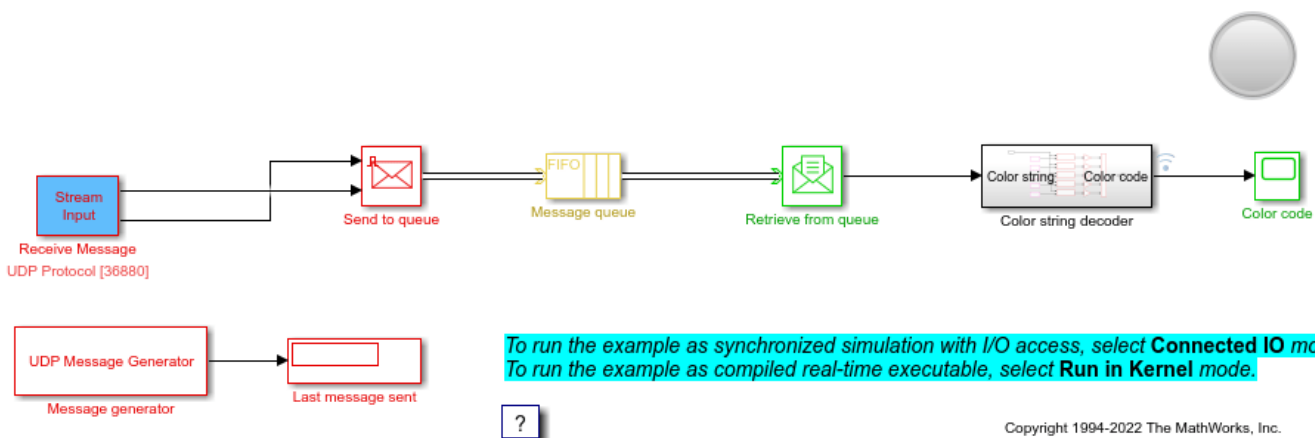 FIFO
Stream
Input
Send to queue
Message queue
Retrieve from queue
Color string
Color code
Color string decoder
Color code
Receive Message
UDP Protocol [36880]
UDP Message Generator
Message generator
Last message sent
To run the example as synchronized simulation with I/O access, select Connected IO
To run the example as compiled real-time executable, select Run in Kernel mode.
?
Copyright 1994-2022 The MathWorks, Inc.